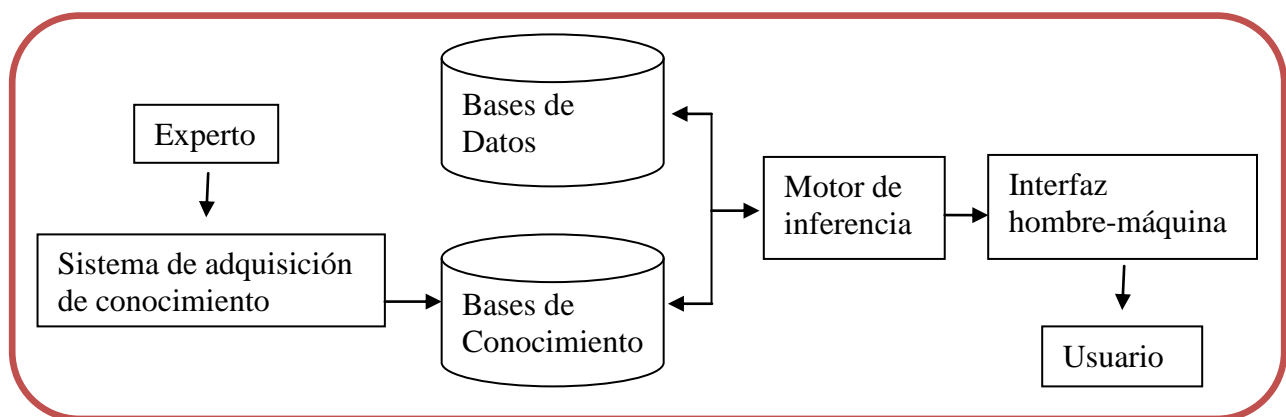 Experto
Sistema de adquisición
de conocimiento
Bases de
Datos
Bases de
Conocimiento
Motor de
inferencia
Interfaz
hombre-máquina
Usuario